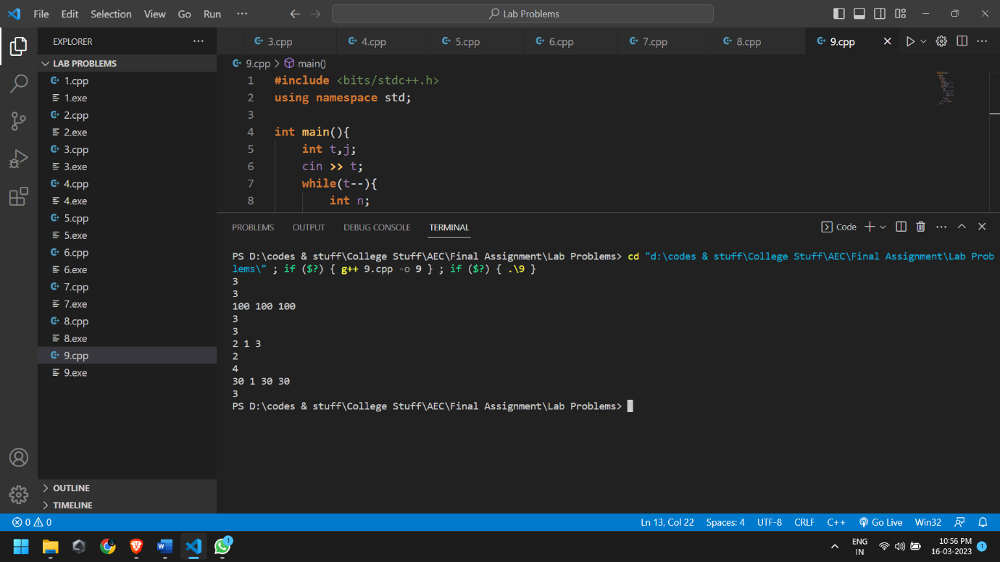 File Edit Selection View Go Run ··· Lab Problems
EXPLORER ···
LAB PROBLEMS
1.cpp
1.exe
2.cpp
2.exe
3.cpp
3.exe
4.cpp
4.exe
5.cpp
5.exe
6.cpp
6.exe
7.cpp
7.exe
8.cpp
8.exe
9.cpp
9.exe
OUTLINE
TIMELINE
3.cpp 4.cpp 5.cpp 6.cpp 7.cpp 8.cpp 9.cpp
9.cpp > main()
1 #include <bits/stdc++.h>
2 using namespace std;
3
4 int main(){
5 int t,j;
6 cin >> t;
7 while(t--){
8 int n;
PROBLEMS OUTPUT DEBUG CONSOLE TERMINAL Code
PS D:\codes & stuff\College Stuff\AEC\Final Assignment\Lab Problems> cd "d:\codes & stuff\College Stuff\AEC\Final Assignment\Lab Prob
lems\" ; if ($?) { g++ 9.cpp -o 9 } ; if ($?) { .\9 }
3
3
100 100 100
3
3
2 1 3
2
4
30 1 30 30
3
PS D:\codes & stuff\College Stuff\AEC\Final Assignment\Lab Problems>
0 0 Ln 13, Col 22 Spaces: 4 UTF-8 CRLF C++ Go Live Win32
W 1 ENG
IN 10:56 PM
16-03-2023 1